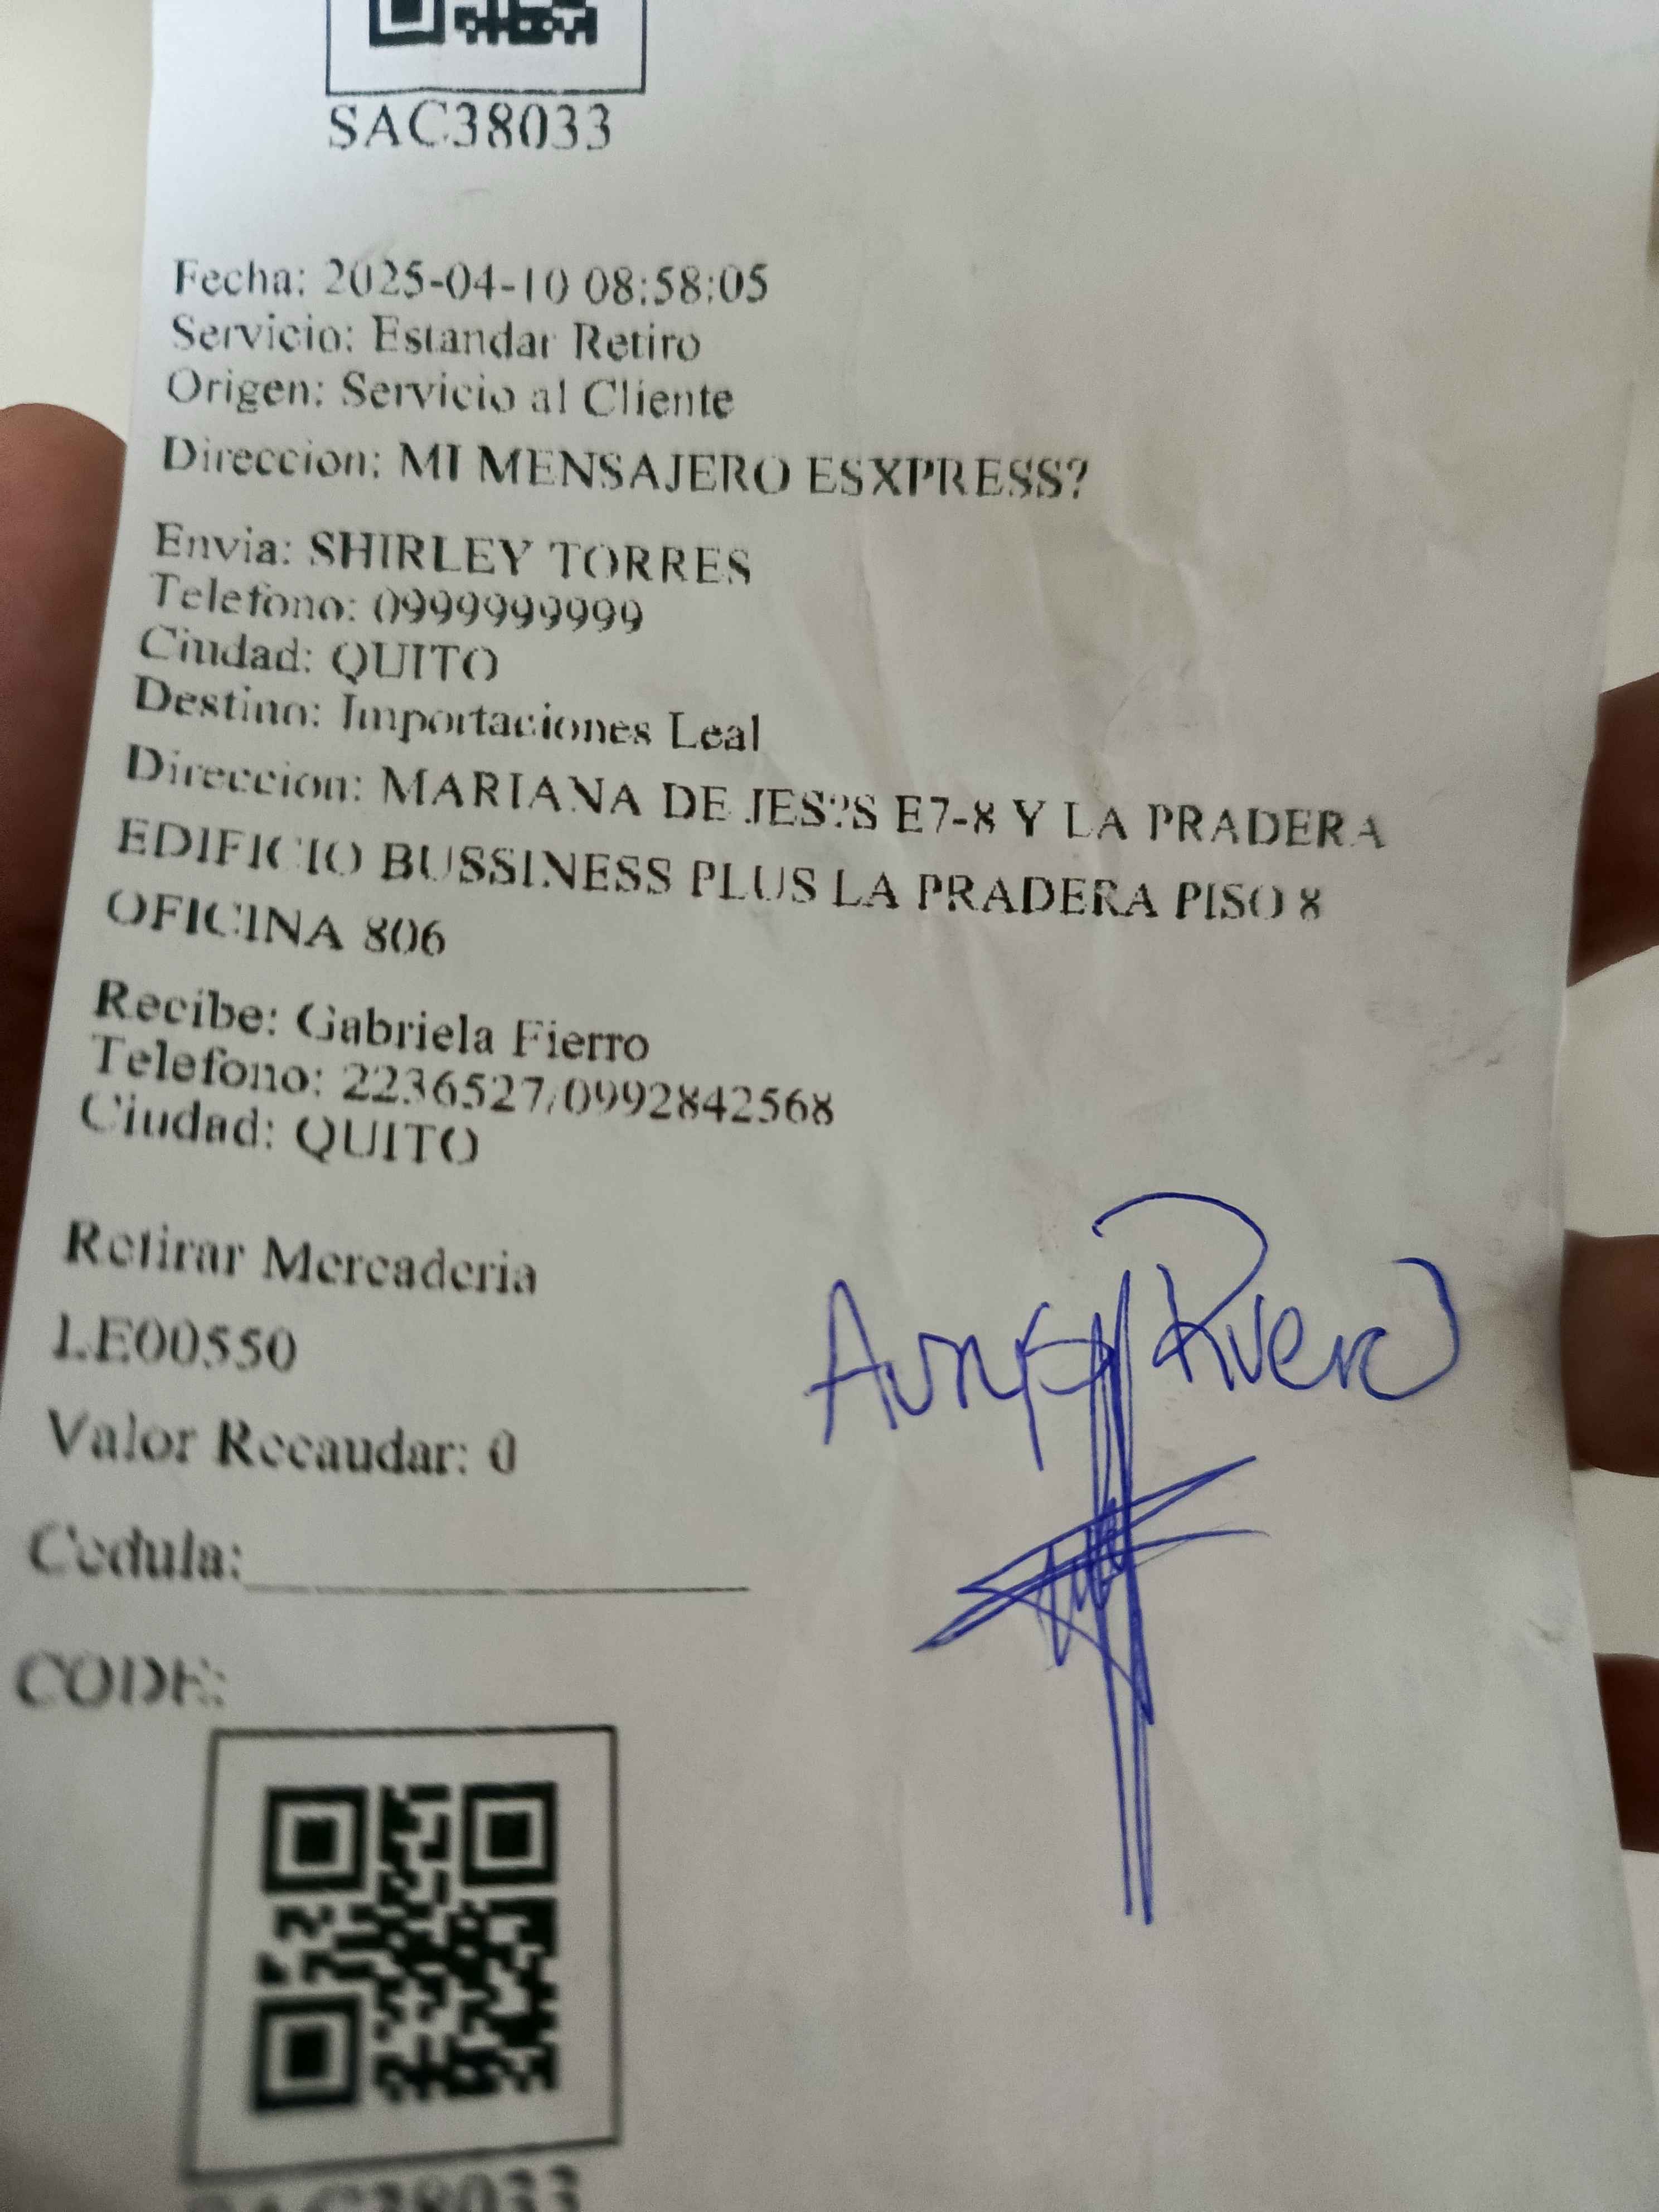 SAC38033
Fecha: 2025-04-10 08:58:05
Servicio: Estandar Retiro
Origen: Servicio al Cliente
Direccion: MI MENSAJERO ESXPRESS?
Envia: SHIRLEY TORRES
Telefono: 0999999999
Ciudad: QUITO
Destino: Importaciones Leal
Direccion: MARIANA DE JES?S E7-8 Y LA PRADERA
EDIFICIO BUSSINESS PLUS LA PRADERA PISO 8
OFICINA 806
Recibe: Gabriela Fierro
Telefono: 2236527/0992842568
Ciudad: QUITO
Retirar Mercaderia
LE00550
Rivera
Valor Recaudar: 0
Cedula:
CODE:
SAC38033